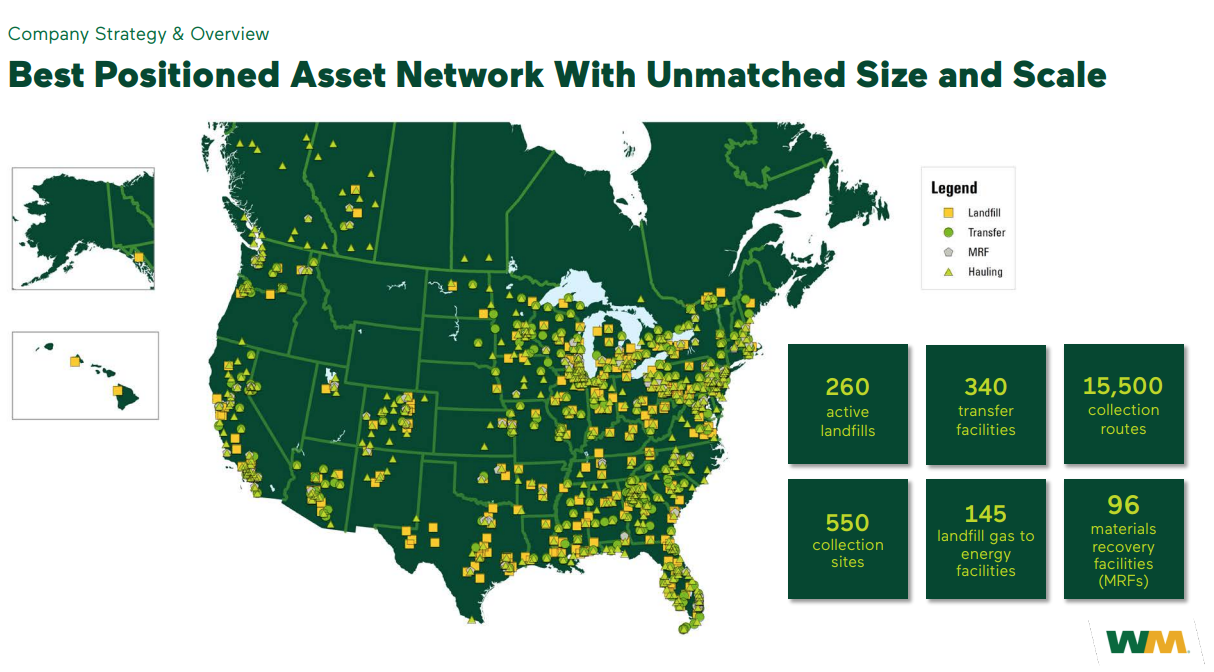 Company Strategy & Overview
Best Positioned Asset Network With Unmatched Size and Scale
Legend
Landfill
Transfer
MRF
Hauling
260
active
landfills
340
transfer
facilities
15,500
collection
routes
550
collection
sites
145
landfill gas to
energy
facilities
96
materials
recovery
facilities
(MRFs)
WM.